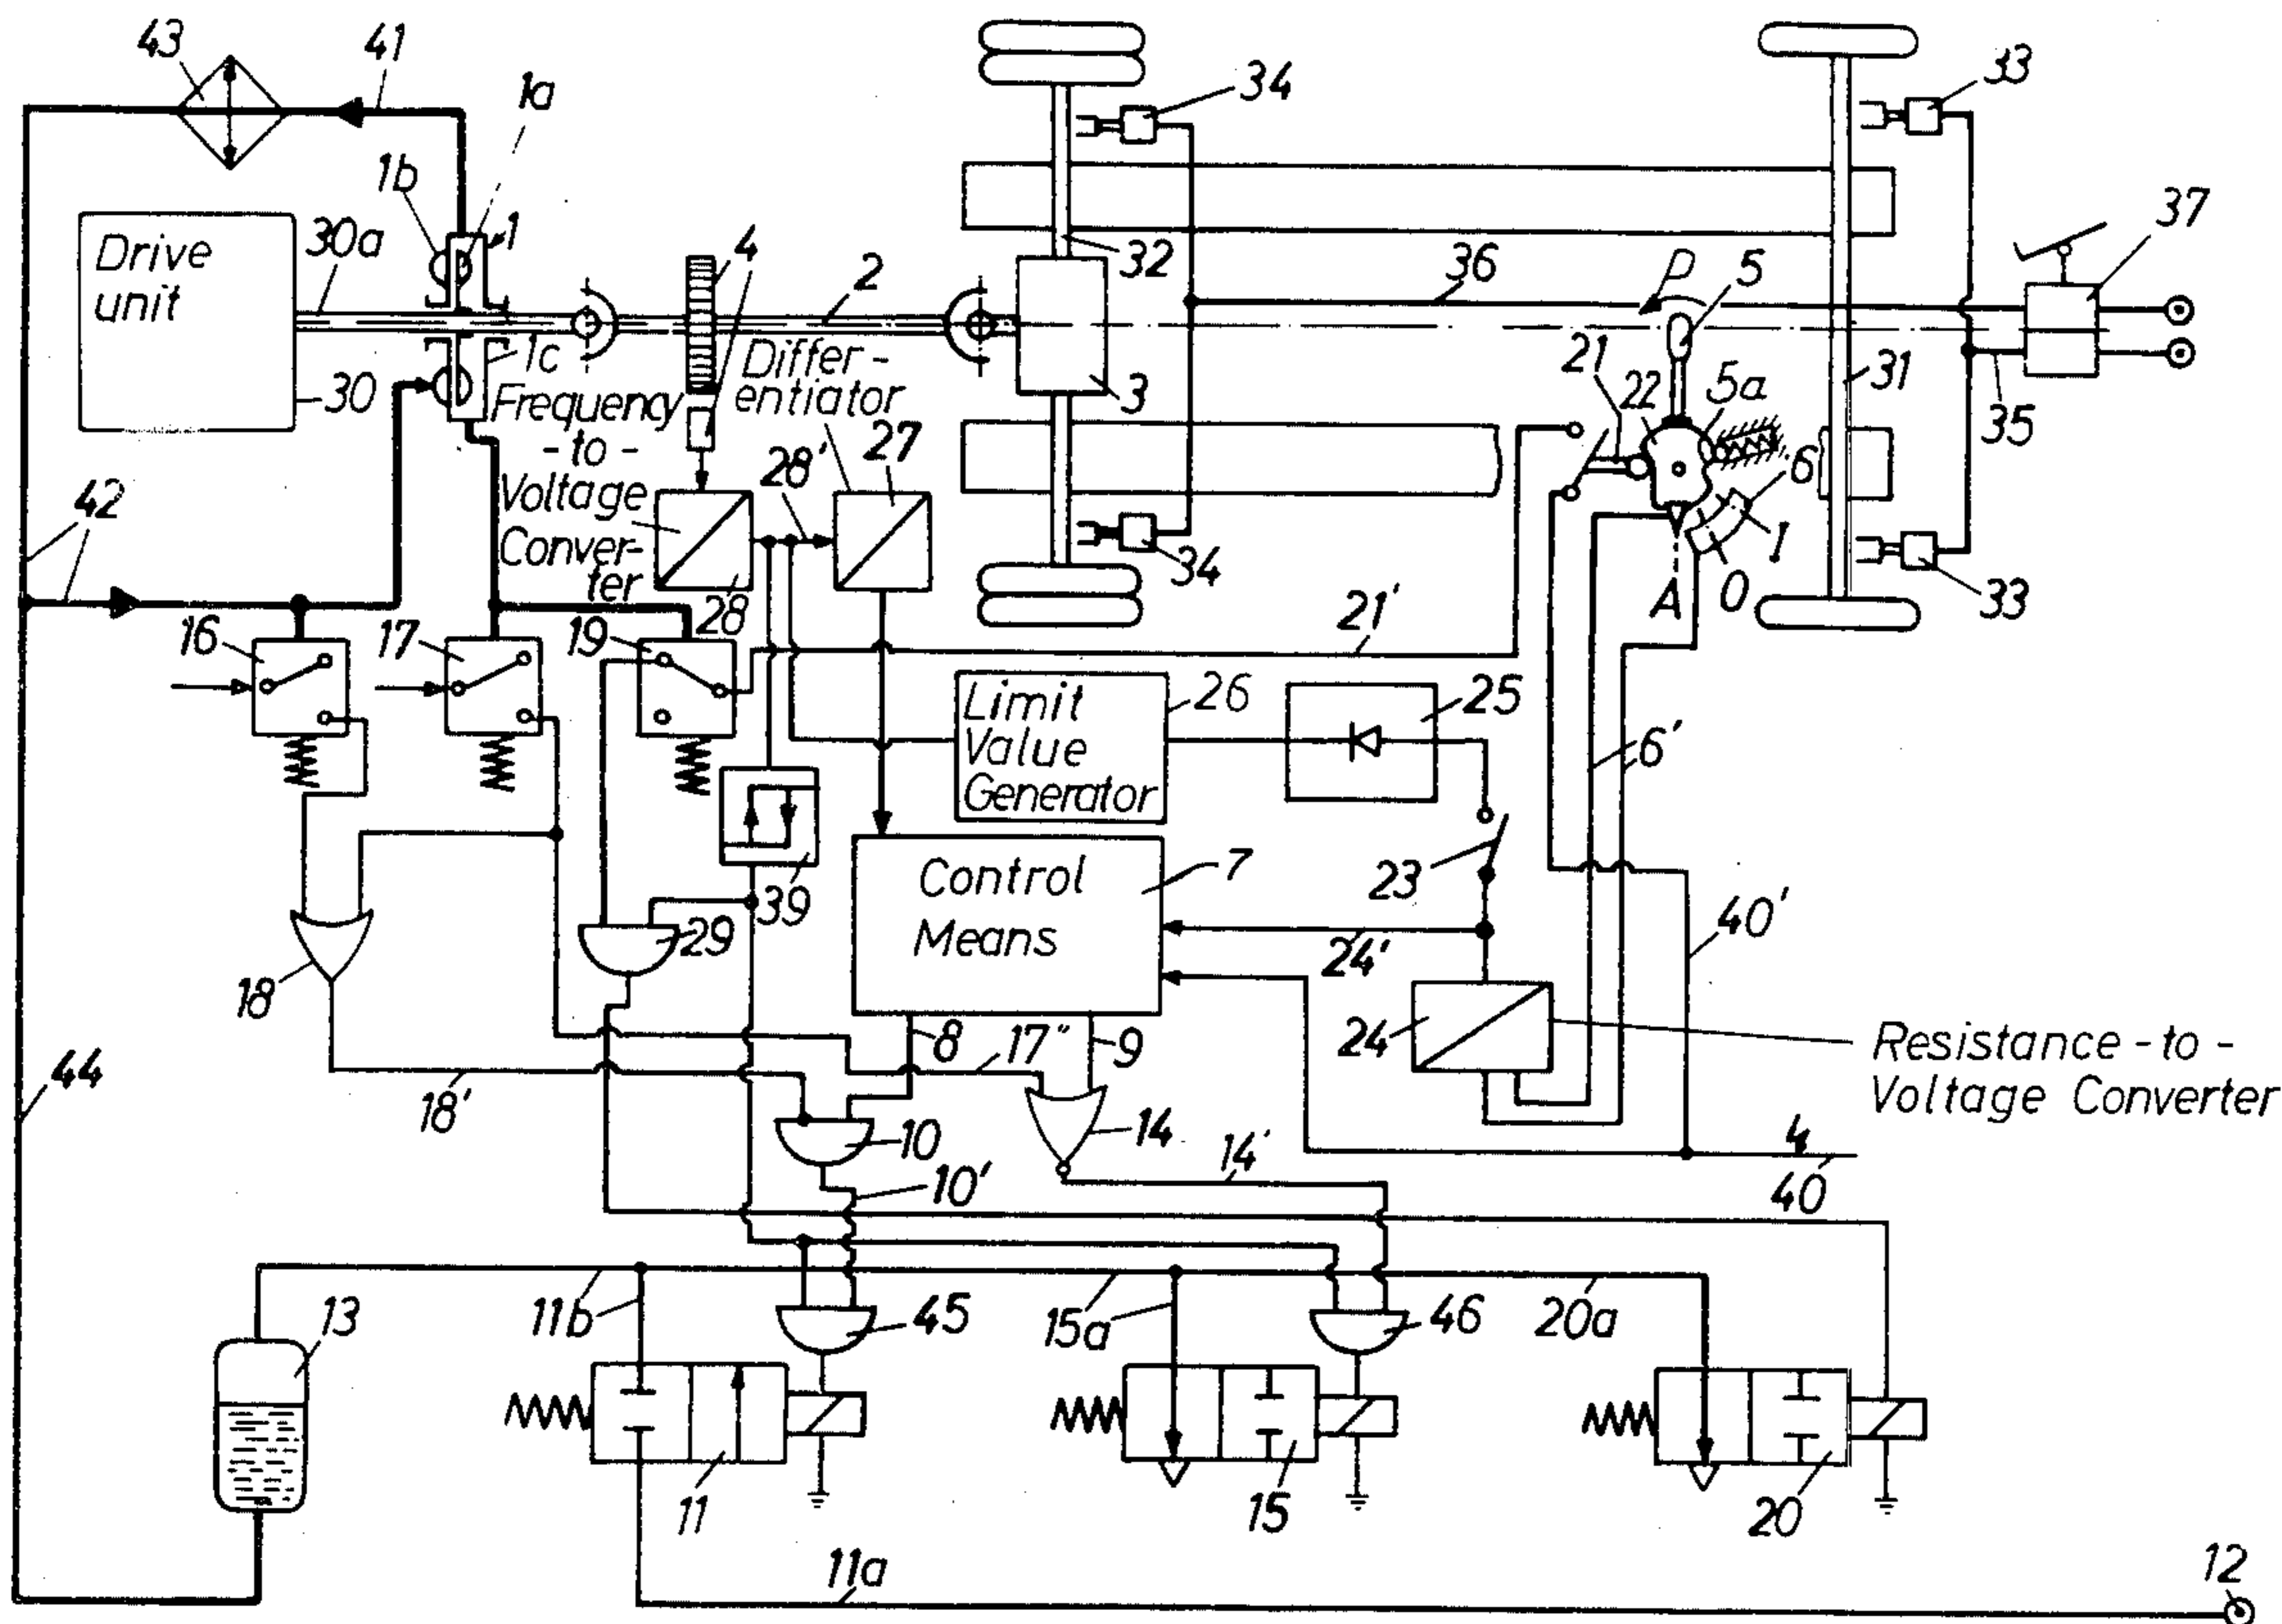 43
41
1a
34
33
1b
1
37
Drive
unit
30a
4
2
32
36
P
5
Differ-
entiator
1c
21
22
5a
31
30
Frequency
-to-
Voltage
Conver-
ter
3
35
28'
27
6
I
42
34
A
O
33
28
21'
16
17
19
26
25
Limit
Value
Generator
6'
Control
Means
7
23
39
29
40'
24'
18
8
17"
9
24
Resistance-to-
Voltage Converter
44
18'
10
14
4
10'
14'
40
13
11b
45
15a
46
20a
11
15
20
11a
12